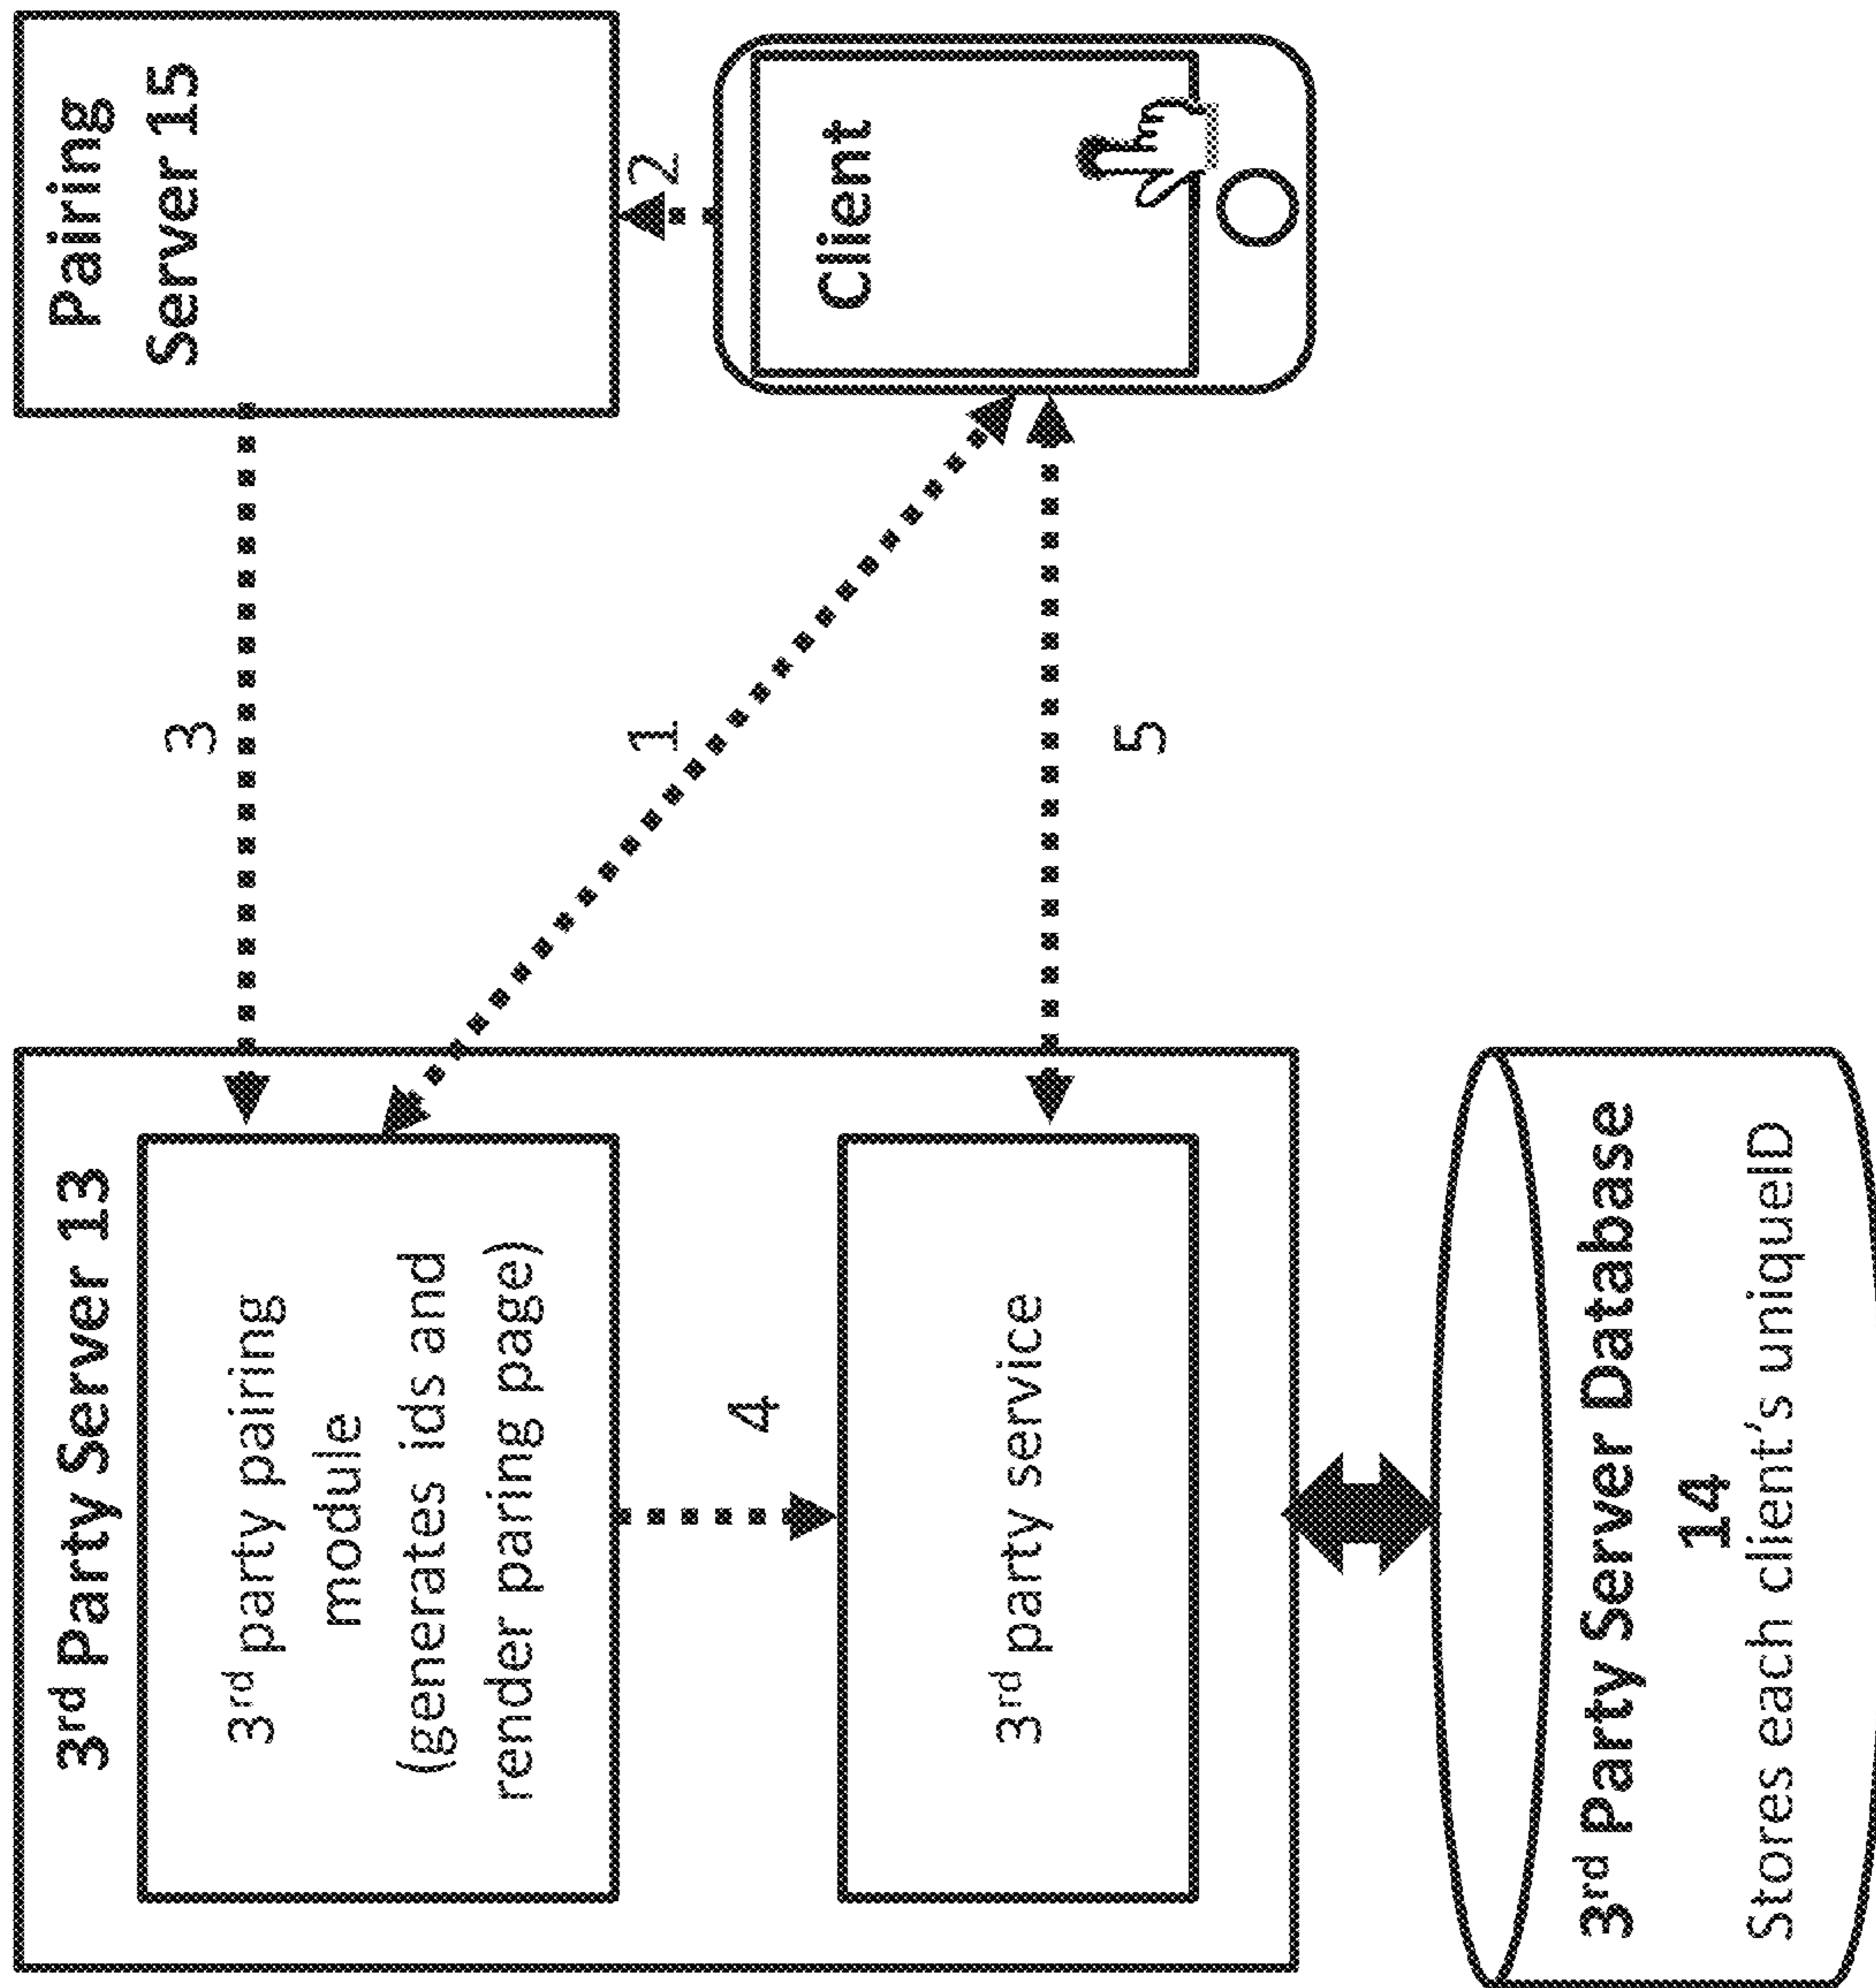 3rd Party Server 13
3rd party pairing
module
(generates ids and
render paring page)
4
3rd party service
3rd Party Server Database
14
Stores each client's uniqueID
3
1
5
Pairing
Server 15
2
Client